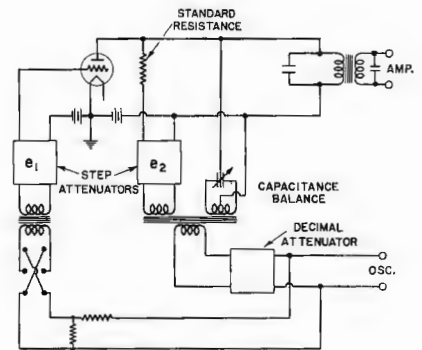 STANDARD
RESISTANCE
AMP.
e1
STEP
ATTENUATORS
e2
CAPACITANCE
BALANCE
DECIMAL
ATTENUATOR
OSC.